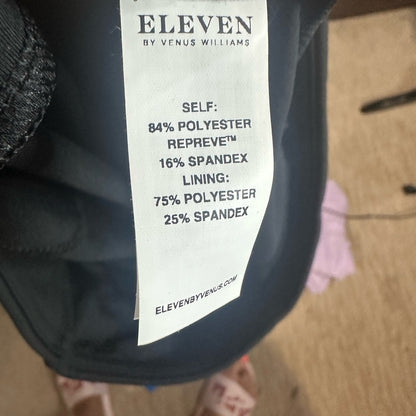 ELEVEN
BY VENUS WILLIAMS
SELF:
84% POLYESTER
REPREVE™
16% SPANDEX
LINING:
75% POLYESTER
25% SPANDEX
ELEVENBYVENUS.COM